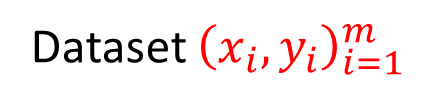 Dataset $(x_i, y_i)_{i=1}^{m}$